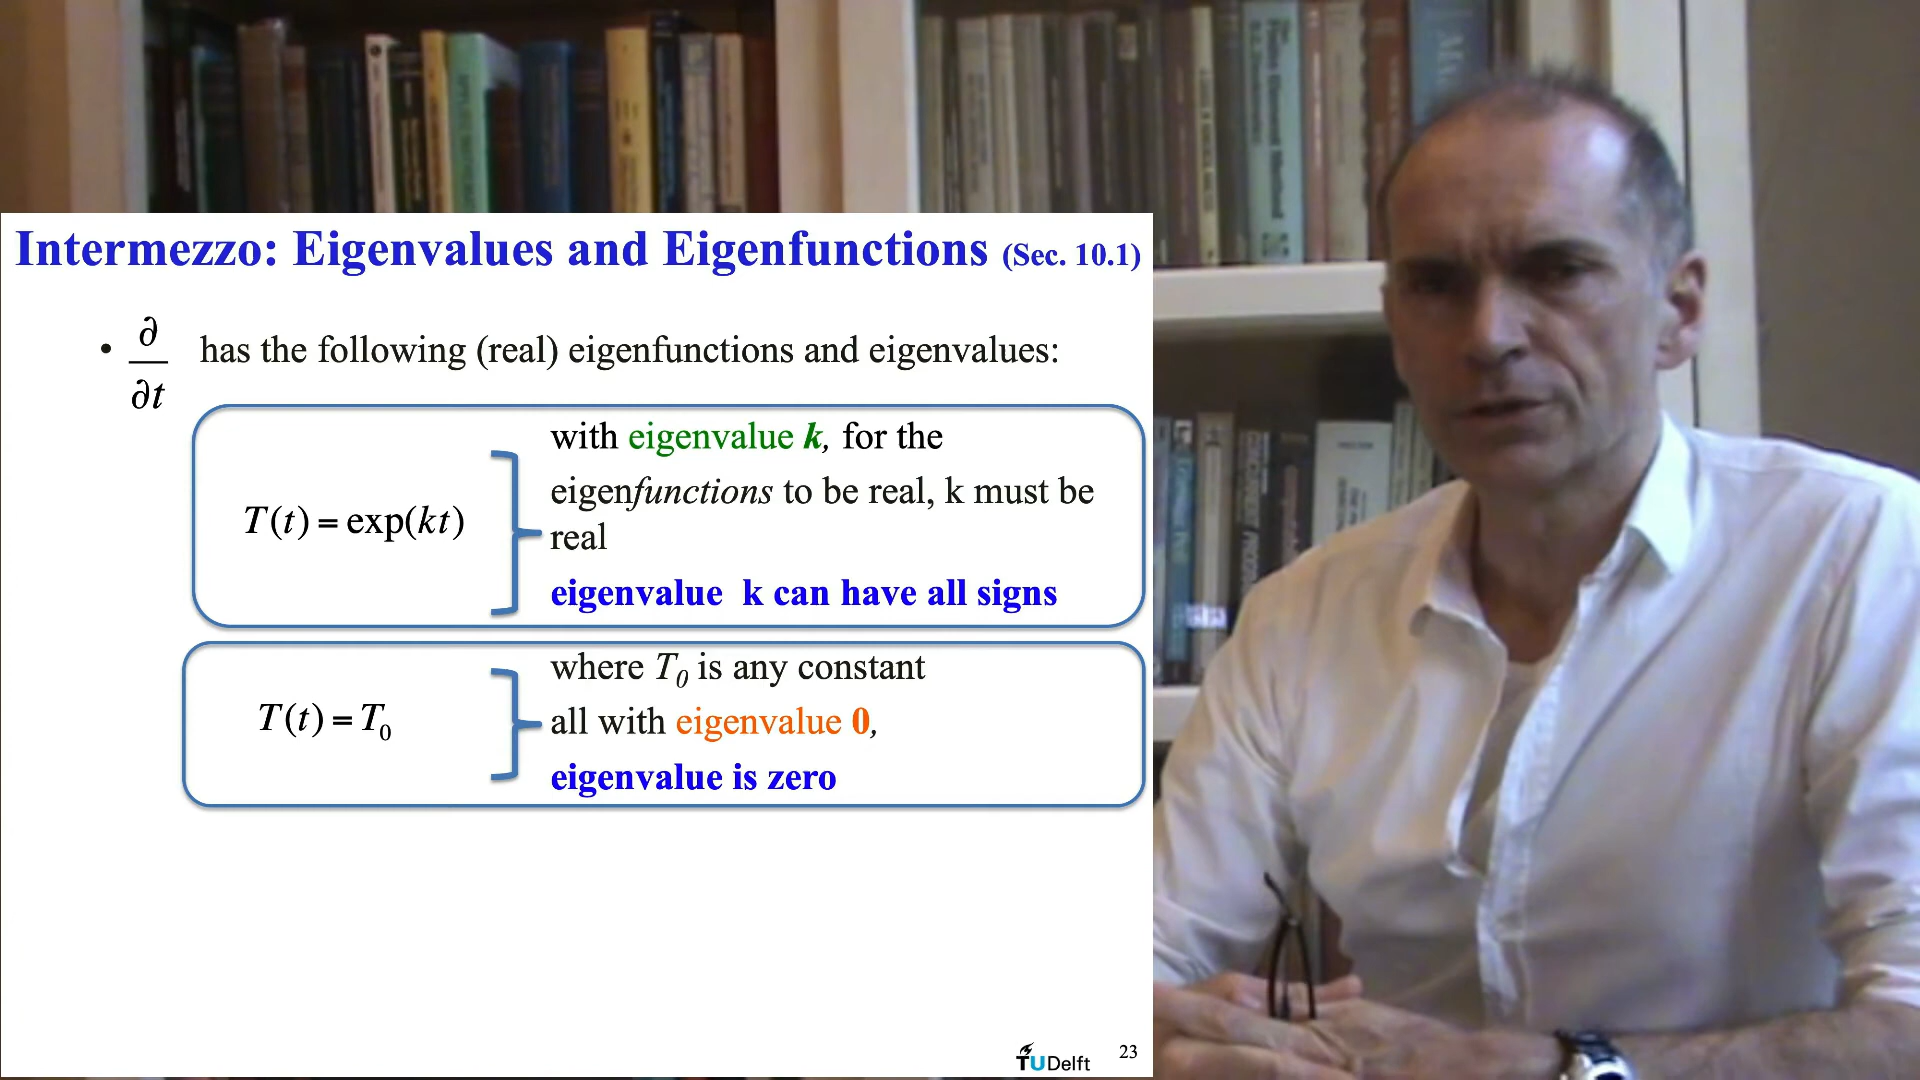 Intermezzo: Eigenvalues and Eigenfunctions (Sec. 10.1)
• ∂/∂t has the following (real) eigenfunctions and eigenvalues:
with eigenvalue k, for the
eigenfunctions to be real, k must be
real
T(t) = exp(kt)
eigenvalue k can have all signs
where T₀ is any constant
T(t) = T₀
all with eigenvalue 0,
eigenvalue is zero
TUDelft
23